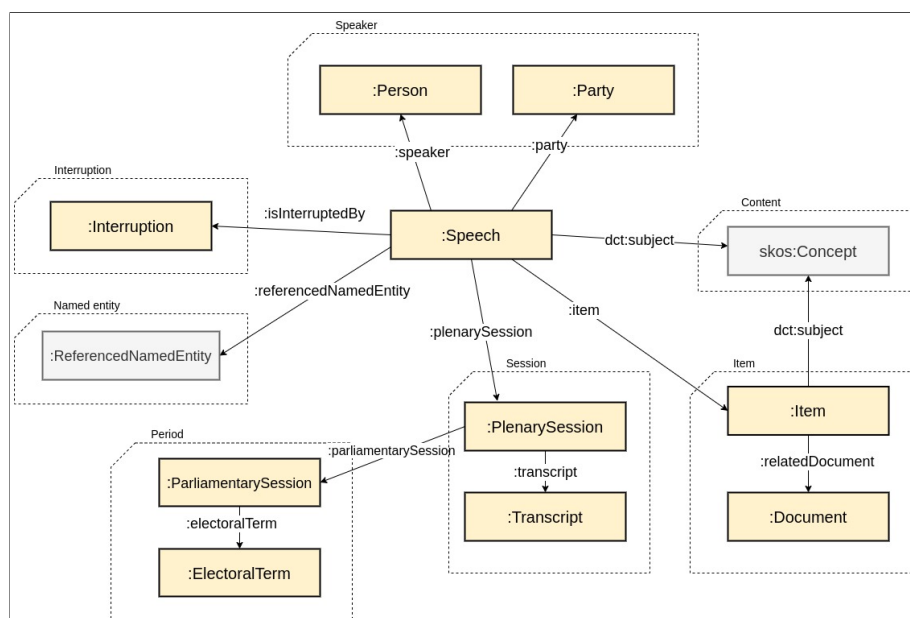 Speaker
:Person
:Party
:speaker
:party
Interruption
:Interruption
:isInterruptedBy
:Speech
Content
dct:subject
skos:Concept
:referencedNamedEntity
Named entity
:ReferencedNamedEntity
:item
:plenarySession
dct:subject
Session
Item
:PlenarySession
:Item
Period
:parliamentarySession
:transcript
:relatedDocument
:ParliamentarySession
:electoralTerm
:Transcript
:Document
:ElectoralTerm